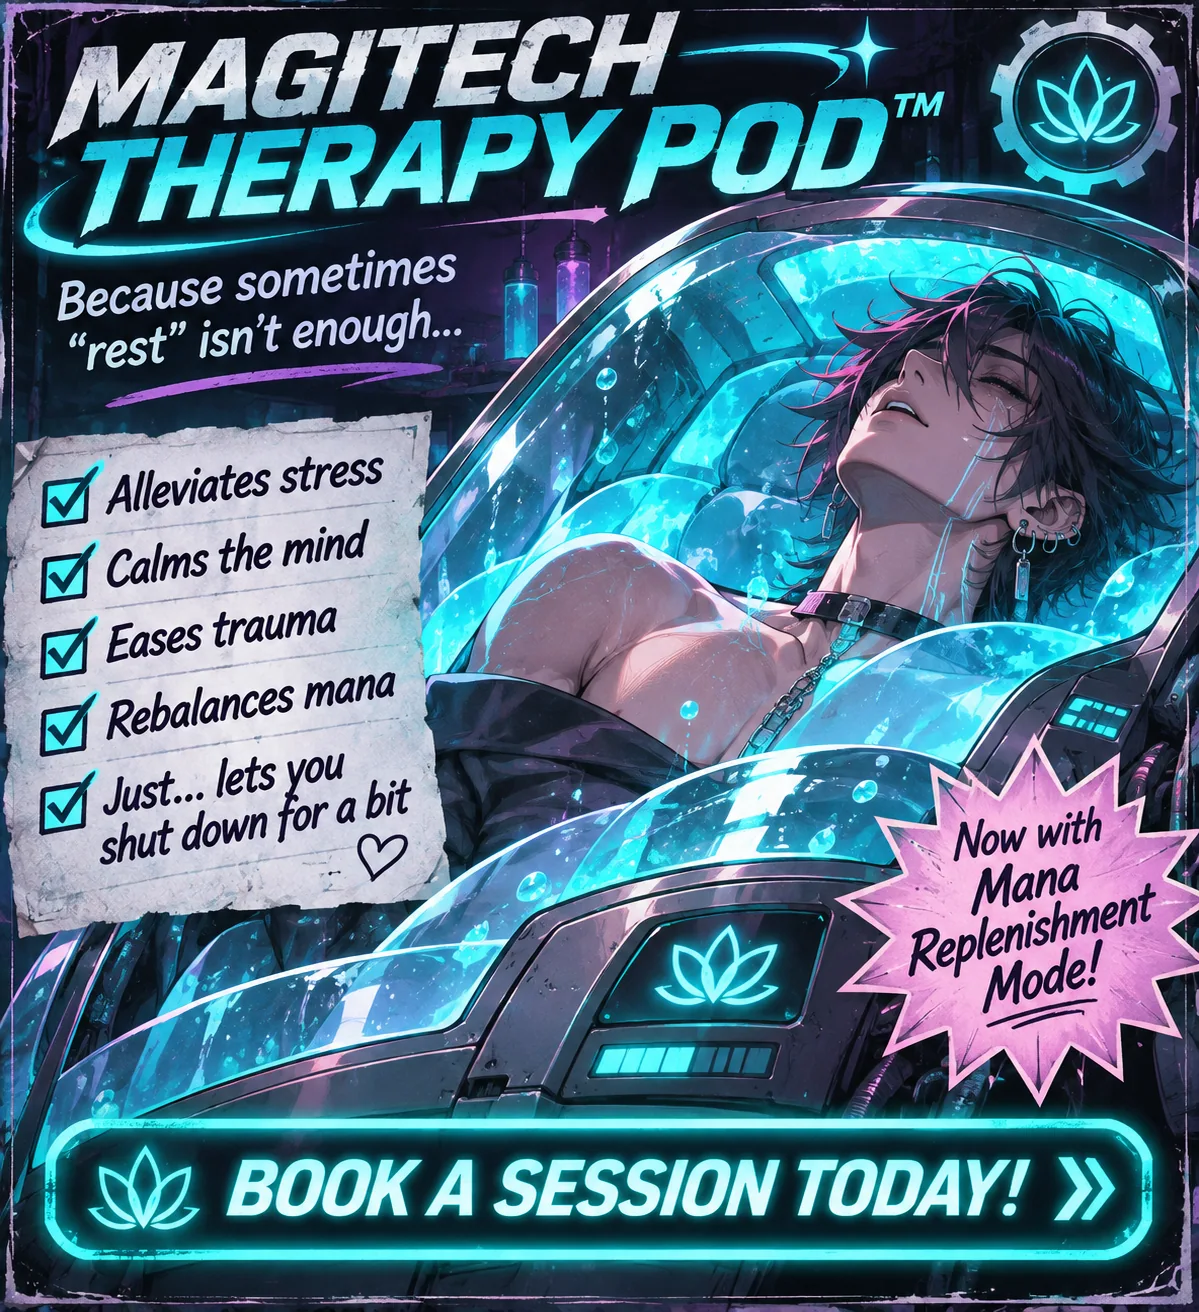 MAGITECH
THERAPY POD™
Because sometimes
“rest” isn’t enough...
Alleviates stress
Calms the mind
Eases trauma
Rebalances mana
Just... lets you
shut down for a bit
Now with
Mana
Replenishment
Mode!
BOOK A SESSION TODAY!